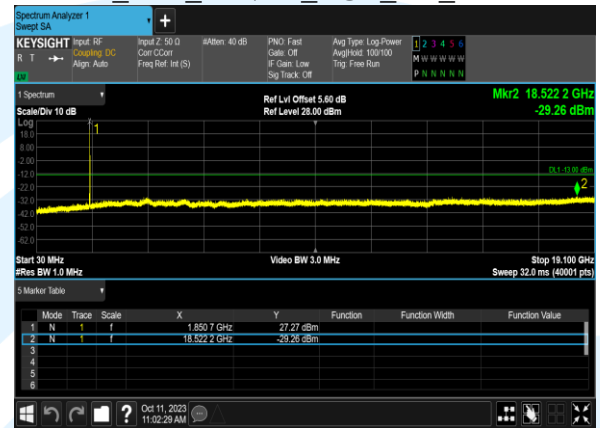 Spectrum Analyzer 1
Swept SA
KEYSIGHT Input: RF Input Z: 50 Ω #Atten: 40 dB PNO: Fast Avg Type: Log-Power 1 2 3 4 5 6
R T Coupling: DC Corr CCorr Gate: Off Avg|Hold: 100/100 M W W W W W
Align: Auto Freq Ref: Int (S) IF Gain: Low Trig: Free Run P N N N N N
Sig Track: Off
LXI
1 Spectrum Ref Lvl Offset 5.60 dB Mkr2 18.522 2 GHz
Scale/Div 10 dB Ref Level 28.00 dBm -29.26 dBm
Log
1
18.0
8.00
-2.00
-12.0 DL1 -13.00 dBm
-22.0 2
-32.0
-42.0
-52.0
-62.0
Start 30 MHz Video BW 3.0 MHz Stop 19.100 GHz
#Res BW 1.0 MHz Sweep 32.0 ms (40001 pts)
5 Marker Table
Mode Trace Scale X Y Function Function Width Function Value
1 N 1 f 1.850 7 GHz 27.27 dBm
2 N 1 f 18.522 2 GHz -29.26 dBm
3
4
5
6
? Oct 11, 2023
11:02:29 AM